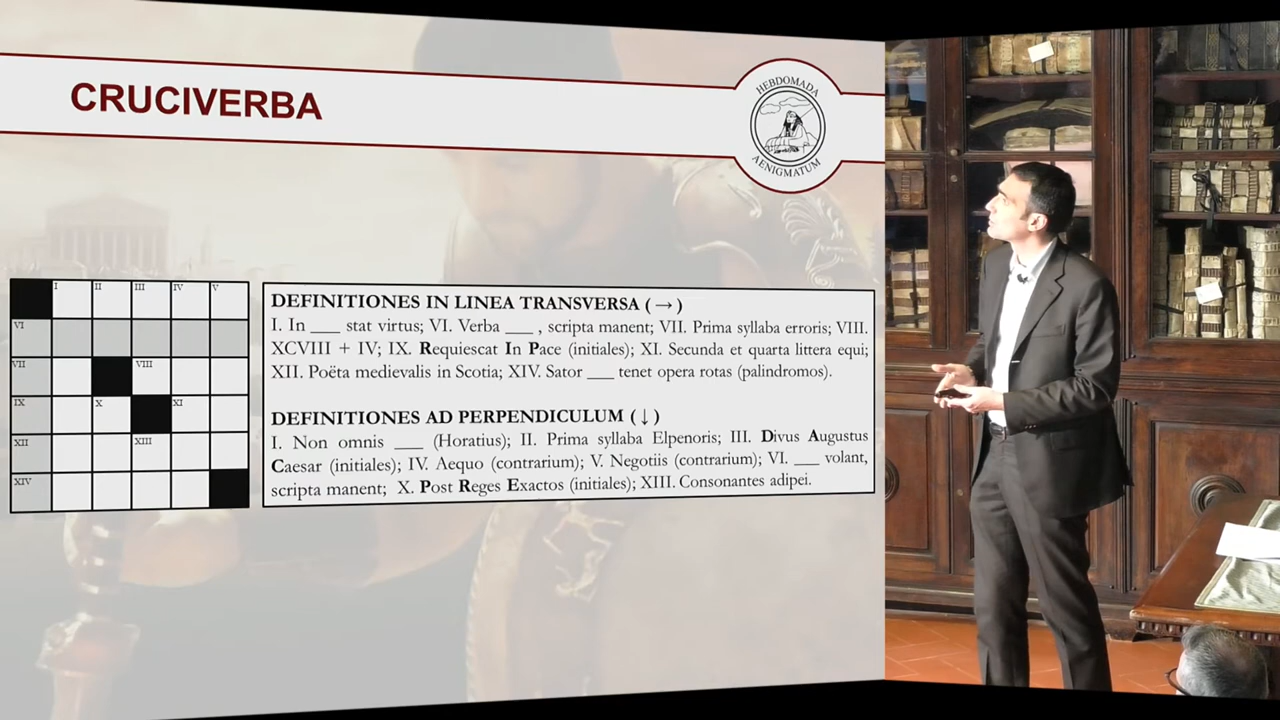 CRUCIVERBA
HEBDOMADA
AENIGMATUM
I II III IV V
VI
VII VIII
IX X XI
XII XIII
XIV
DEFINITIONES IN LINEA TRANSVERSA (→)
I. In ___ stat virtus; VI. Verba ___ , scripta manent; VII. Prima syllaba erroris; VIII.
XCVIII + IV; IX. Requiescat In Pace (initiales); XI. Secunda et quarta littera equi;
XII. Poëta medievalis in Scotia; XIV. Sator ___ tenet opera rotas (palindromos).
DEFINITIONES AD PERPENDICULUM (↓)
I. Non omnis ___ (Horatius); II. Prima syllaba Elpenoris; III. Divus Augustus
Caesar (initiales); IV. Aequo (contrarium); V. Negotiis (contrarium); VI. ___ volant,
scripta manent; X. Post Reges Exactos (initiales); XIII. Consonantes adipei.